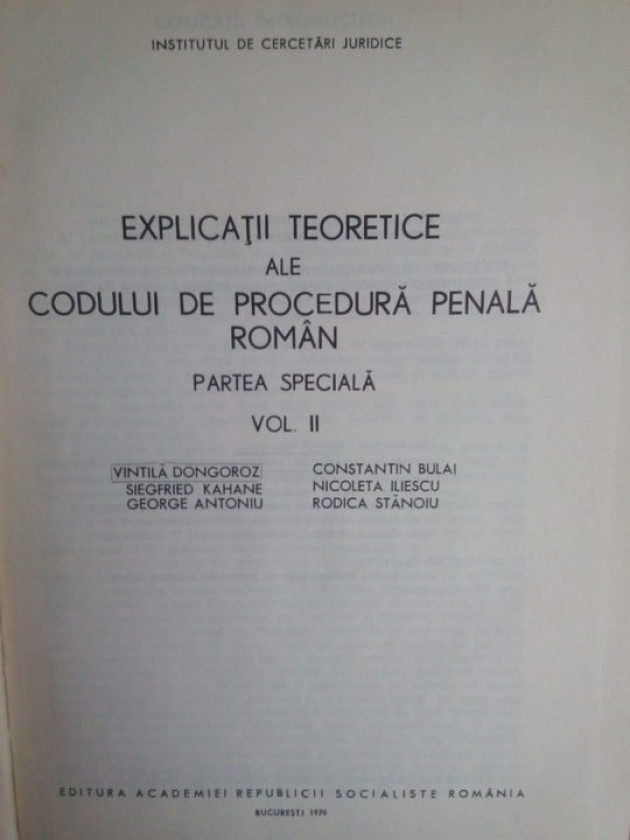 INSTITUTUL DE CERCETĂRI JURIDICE
EXPLICAŢII TEORETICE
ALE
CODULUI DE PROCEDURĂ PENALĂ
ROMÂN
PARTEA SPECIALĂ
VOL. II
VINTILĂ DONGOROZ
SIEGFRIED KAHANE
GEORGE ANTONIU
CONSTANTIN BULAI
NICOLETA ILIESCU
RODICA STĂNOIU
EDITURA ACADEMIEI REPUBLICII SOCIALISTE ROMÂNIA
BUCUREŞTI 1976